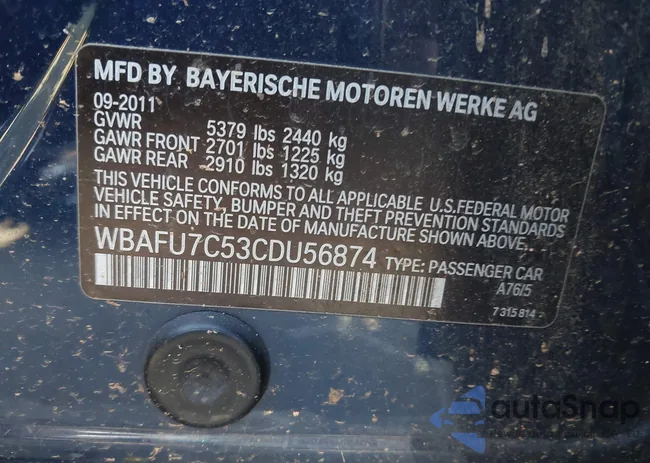 MFD BY BAYERISCHE MOTOREN WERKE AG
09-2011
GVWR 5379 lbs 2440 kg
GAWR FRONT 2701 lbs 1225 kg
GAWR REAR 2910 lbs 1320 kg
THIS VEHICLE CONFORMS TO ALL APPLICABLE U.S.FEDERAL MOTOR
VEHICLE SAFETY, BUMPER AND THEFT PREVENTION STANDARDS
IN EFFECT ON THE DATE OF MANUFACTURE SHOWN ABOVE.
WBAFU7C53CDU56874 TYPE: PASSENGER CAR
A76/5
7 315 814
autoSnap